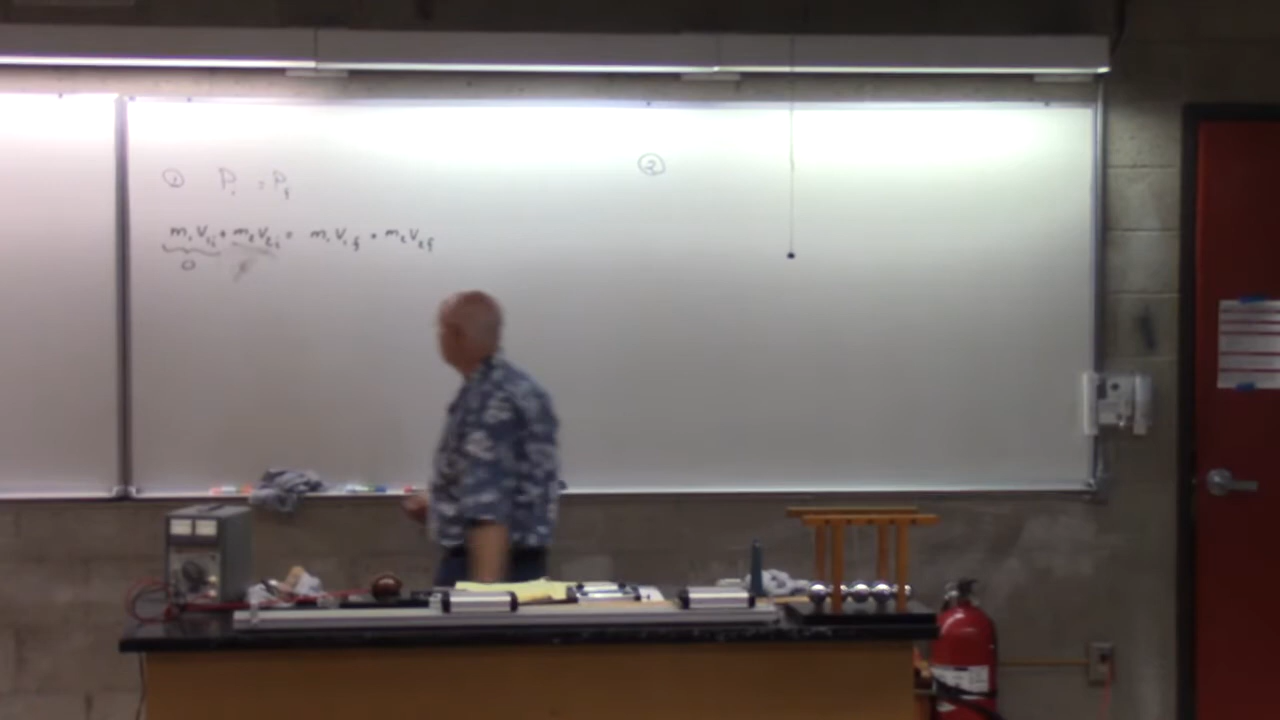 ① P_i = P_f
②
m₁V₁ᵢ + m₂V₂ᵢ = m₁V₁f + m₂V₂f
0